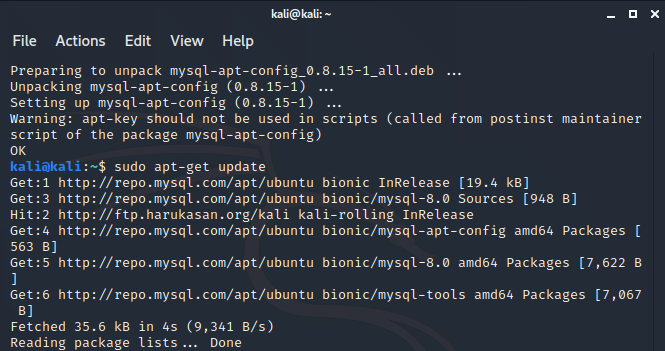 kali@kali: ~
File Actions Edit View Help
Preparing to unpack mysql-apt-config_0.8.15-1_all.deb ...
Unpacking mysql-apt-config (0.8.15-1) ...
Setting up mysql-apt-config (0.8.15-1) ...
Warning: apt-key should not be used in scripts (called from postinst maintainer
script of the package mysql-apt-config)
OK
kali@kali:~$ sudo apt-get update
Get:1 http://repo.mysql.com/apt/ubuntu bionic InRelease [19.4 kB]
Get:3 http://repo.mysql.com/apt/ubuntu bionic/mysql-8.0 Sources [948 B]
Hit:2 http://ftp.harukasan.org/kali kali-rolling InRelease
Get:4 http://repo.mysql.com/apt/ubuntu bionic/mysql-apt-config amd64 Packages [
563 B]
Get:5 http://repo.mysql.com/apt/ubuntu bionic/mysql-8.0 amd64 Packages [7,622 B
]
Get:6 http://repo.mysql.com/apt/ubuntu bionic/mysql-tools amd64 Packages [7,067
 B]
Fetched 35.6 kB in 4s (9,341 B/s)
Reading package lists... Done